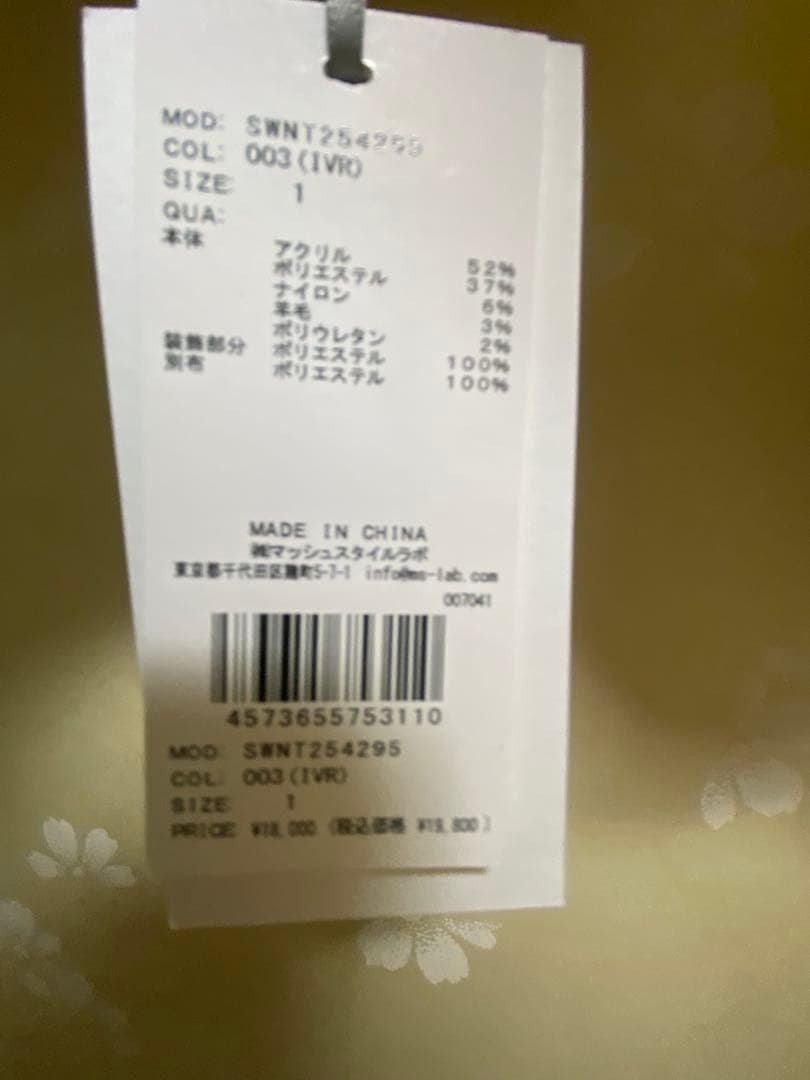 MOD: SWNT254295
COL: 003(IVR)
SIZE: 1
QUA:
本体 アクリル 52%
ポリエステル 37%
ナイロン 6%
羊毛 3%
ポリウレタン 2%
装飾部分 ポリエステル 100%
別布 ポリエステル 100%
MADE IN CHINA
㈱マッシュスタイルラボ
東京都千代田区麹町5-7-1 info@ms-lab.com
007041
4573655753110
MOD: SWNT254295
COL: 003(IVR)
SIZE: 1
PRICE: ¥18,000 (税込価格 ¥19,800)